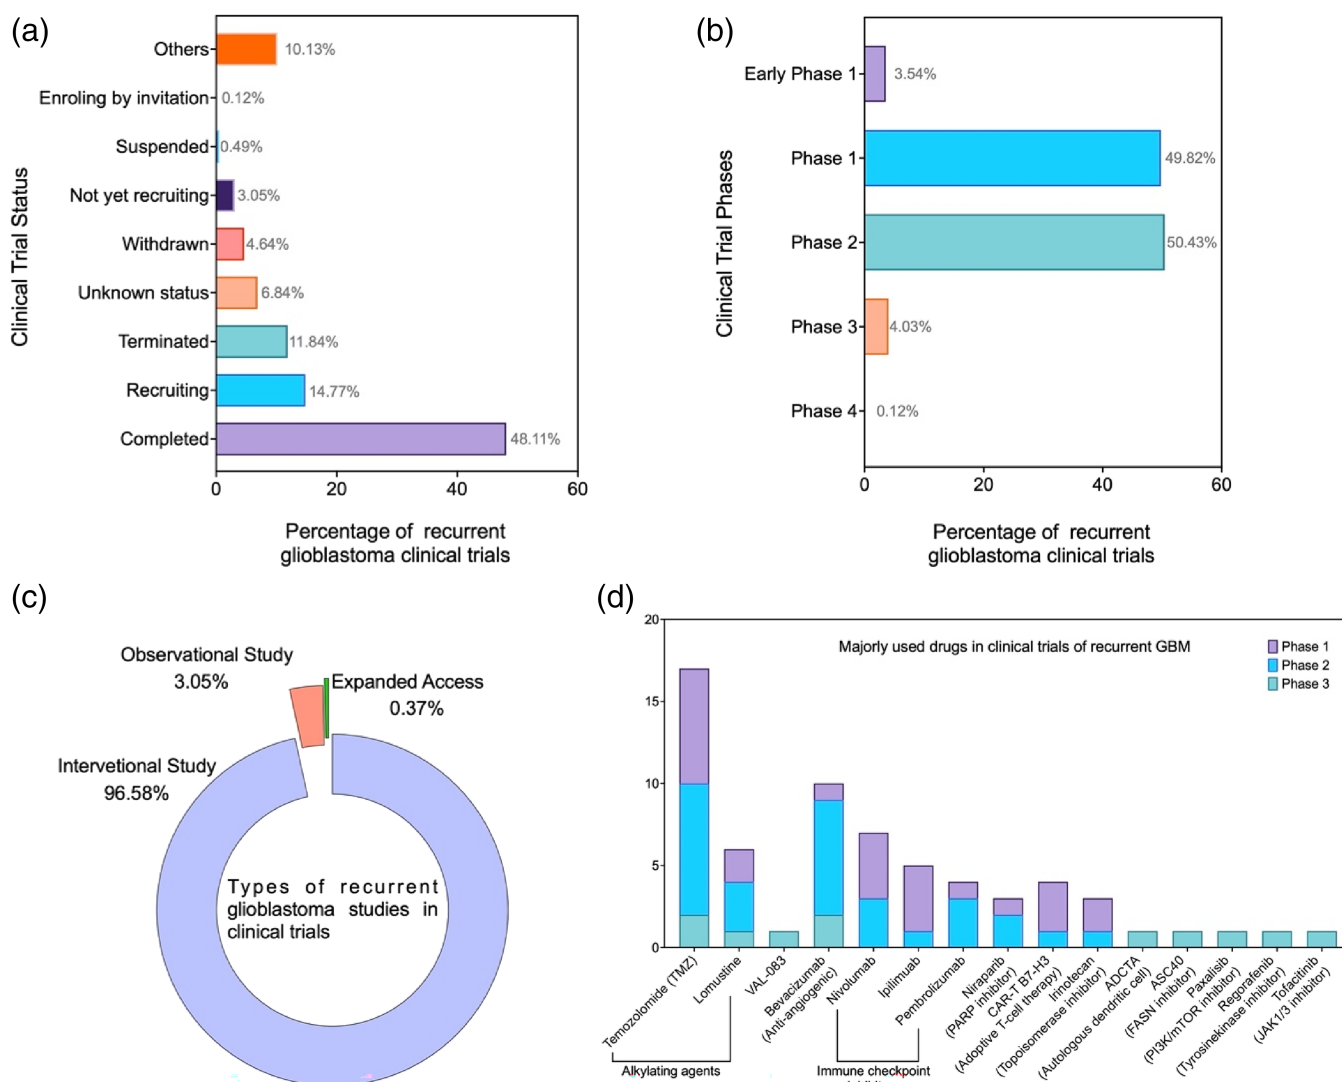 (a)
Clinical Trial Status
Others
10.13%
Enroling by invitation
0.12%
Suspended
0.49%
Not yet recruiting
3.05%
Withdrawn
4.64%
Unknown status
6.84%
Terminated
11.84%
Recruiting
14.77%
Completed
48.11%
0 20 40 60
Percentage of recurrent
glioblastoma clinical trials
(b)
Clinical Trial Phases
Early Phase 1
3.54%
Phase 1
49.82%
Phase 2
50.43%
Phase 3
4.03%
Phase 4
0.12%
0 20 40 60
Percentage of recurrent
glioblastoma clinical trials
(c)
Observational Study
3.05%
Expanded Access
0.37%
Intervetional Study
96.58%
Types of recurrent
glioblastoma studies in
clinical trials
(d)
Majorly used drugs in clinical trials of recurrent GBM
Phase 1
Phase 2
Phase 3
20
15
10
5
0
Temozolomide (TMZ)
Lomustine
VAL-083
Bevacizumab
(Anti-angiogenic)
Nivolumab
Ipilimuab
Pembrolizumab
Niraparib
(PARP inhibitor)
CAR-T B7-H3
(Adoptive T-cell therapy)
Irinotecan
(Topoisomerase inhibitor)
ADCTA
(Autologous dendritic cell)
ASC40
(FASN inhibitor)
Paxalisib
(PI3K/mTOR inhibitor)
Regorafenib
(Tyrosinekinase inhibitor)
Tofacitinib
(JAK1/3 inhibitor)
Alkylating agents
Immune checkpoint